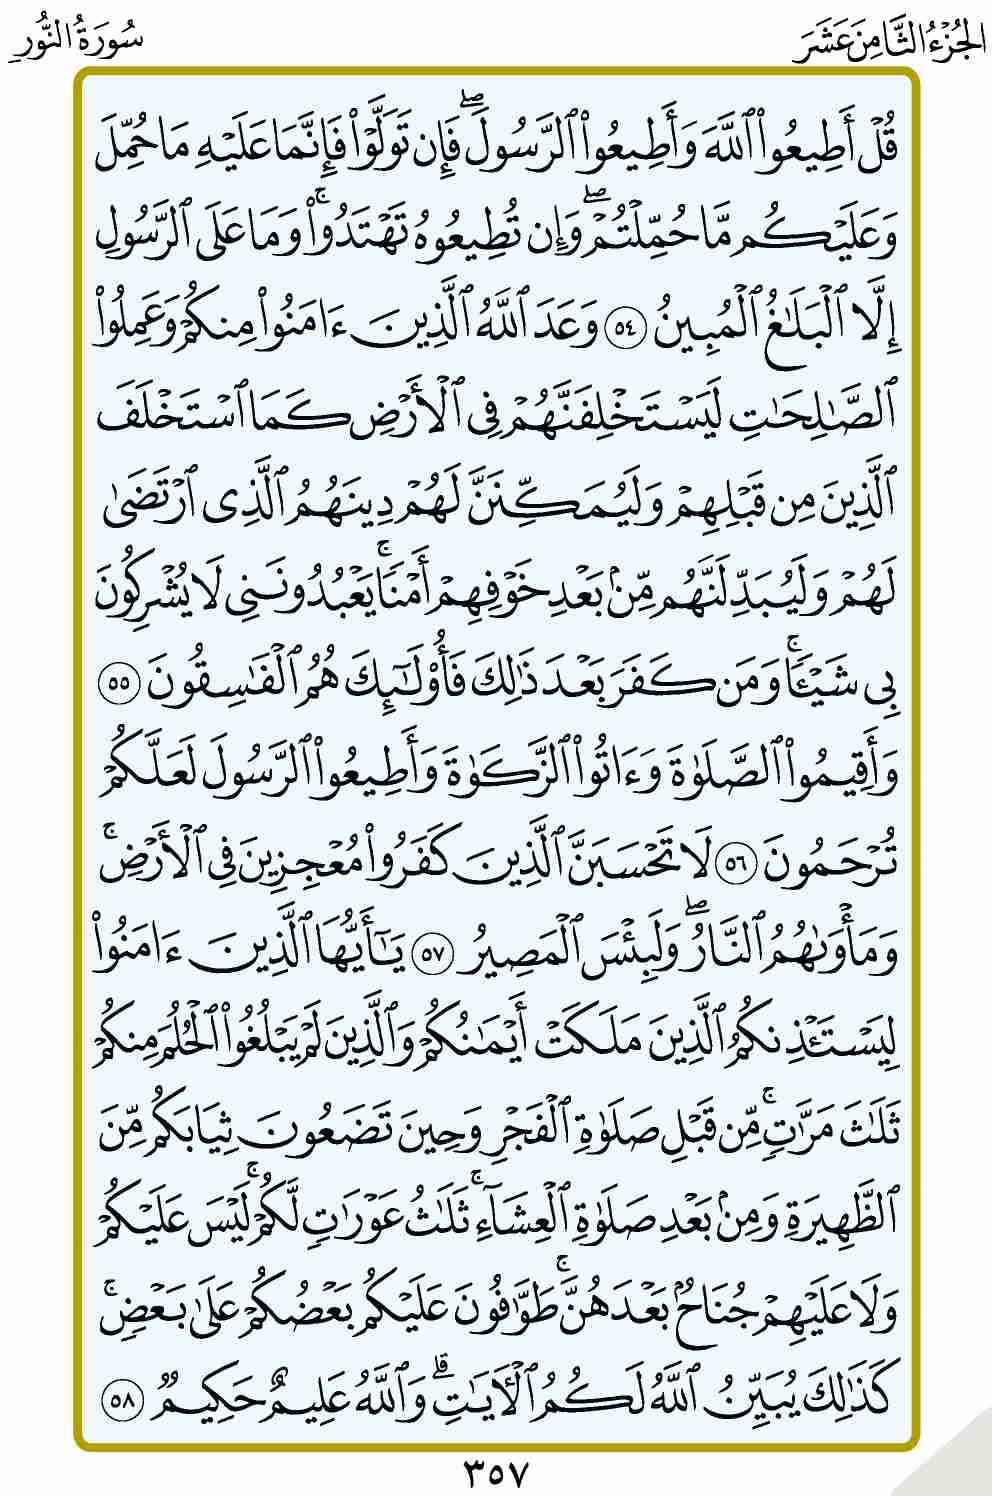 الجُزْءُ الثَّامِنَ عَشَرَ
سُورَةُ النُّورِ
قُلْ أَطِيعُوا۟ ٱللَّهَ وَأَطِيعُوا۟ ٱلرَّسُولَ ۖ فَإِن تَوَلَّوْا۟ فَإِنَّمَا عَلَيْهِ مَا حُمِّلَ
وَعَلَيْكُم مَّا حُمِّلْتُمْ ۖ وَإِن تُطِيعُوهُ تَهْتَدُوا۟ ۚ وَمَا عَلَى ٱلرَّسُولِ
إِلَّا ٱلْبَلَـٰغُ ٱلْمُبِينُ ٥٤ وَعَدَ ٱللَّهُ ٱلَّذِينَ ءَامَنُوا۟ مِنكُمْ وَعَمِلُوا۟
ٱلصَّـٰلِحَـٰتِ لَيَسْتَخْلِفَنَّهُمْ فِى ٱلْأَرْضِ كَمَا ٱسْتَخْلَفَ
ٱلَّذِينَ مِن قَبْلِهِمْ وَلَيُمَكِّنَنَّ لَهُمْ دِينَهُمُ ٱلَّذِى ٱرْتَضَىٰ
لَهُمْ وَلَيُبَدِّلَنَّهُم مِّنۢ بَعْدِ خَوْفِهِمْ أَمْنًا ۚ يَعْبُدُونَنِى لَا يُشْرِكُونَ
بِى شَيْـًٔا ۚ وَمَن كَفَرَ بَعْدَ ذَٰلِكَ فَأُو۟لَـٰٓئِكَ هُمُ ٱلْفَـٰسِقُونَ ٥٥
وَأَقِيمُوا۟ ٱلصَّلَوٰةَ وَءَاتُوا۟ ٱلزَّكَوٰةَ وَأَطِيعُوا۟ ٱلرَّسُولَ لَعَلَّكُمْ
تُرْحَمُونَ ٥٦ لَا تَحْسَبَنَّ ٱلَّذِينَ كَفَرُوا۟ مُعْجِزِينَ فِى ٱلْأَرْضِ ۚ
وَمَأْوَىٰهُمُ ٱلنَّارُ ۖ وَلَبِئْسَ ٱلْمَصِيرُ ٥٧ يَـٰٓأَيُّهَا ٱلَّذِينَ ءَامَنُوا۟
لِيَسْتَـْٔذِنكُمُ ٱلَّذِينَ مَلَكَتْ أَيْمَـٰنُكُمْ وَٱلَّذِينَ لَمْ يَبْلُغُوا۟ ٱلْحُلُمَ مِنكُمْ
ثَلَـٰثَ مَرَّٰتٍ ۚ مِّن قَبْلِ صَلَوٰةِ ٱلْفَجْرِ وَحِينَ تَضَعُونَ ثِيَابَكُم مِّنَ
ٱلظَّهِيرَةِ وَمِنۢ بَعْدِ صَلَوٰةِ ٱلْعِشَآءِ ۚ ثَلَـٰثُ عَوْرَٰتٍ لَّكُمْ ۚ لَيْسَ عَلَيْكُمْ
وَلَا عَلَيْهِمْ جُنَاحٌۢ بَعْدَهُنَّ ۚ طَوَّٰفُونَ عَلَيْكُم بَعْضُكُمْ عَلَىٰ بَعْضٍ ۚ
كَذَٰلِكَ يُبَيِّنُ ٱللَّهُ لَكُمُ ٱلْـَٔايَـٰتِ ۗ وَٱللَّهُ عَلِيمٌ حَكِيمٌ ٥٨
٣٥٧